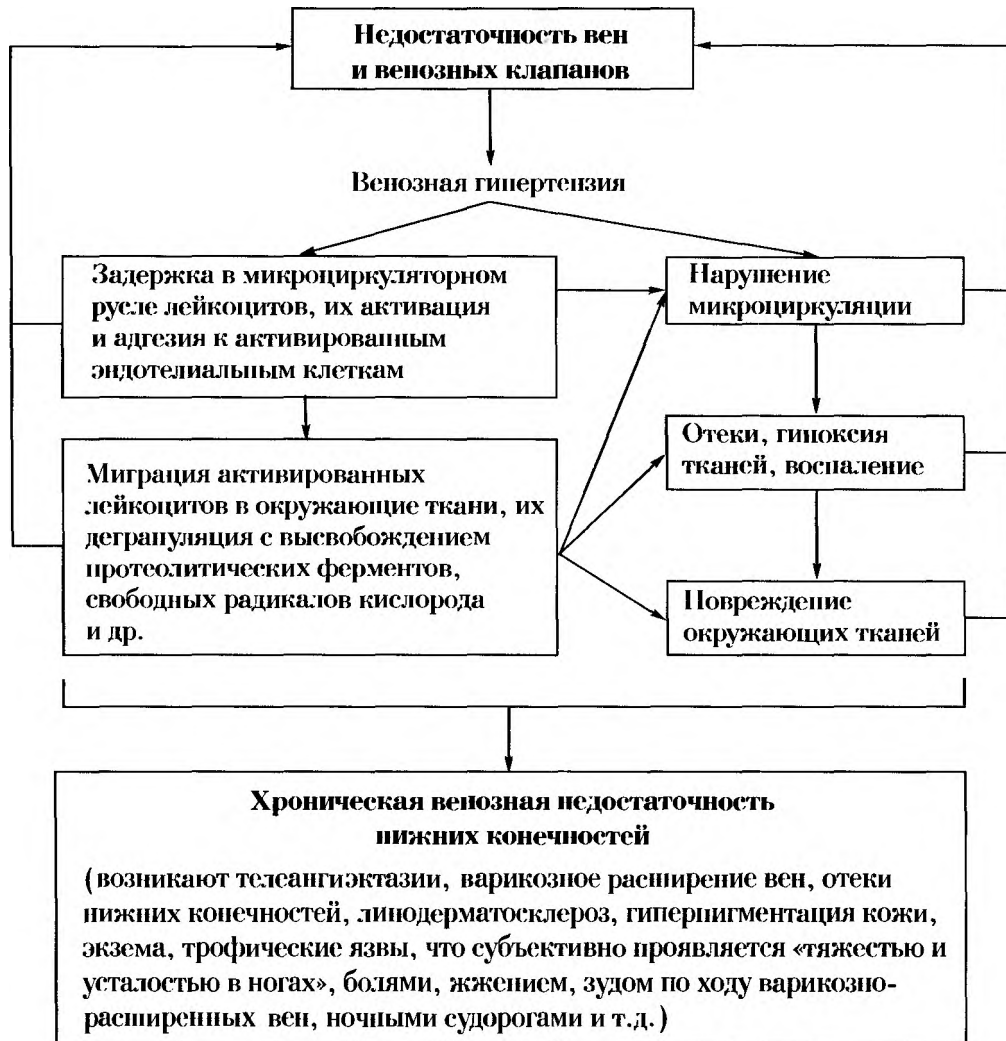 Недостаточность вен
и венозных клапанов
Венозная гипертензия
Задержка в микроциркуляторном
русле лейкоцитов, их активация
и адгезия к активированным
эндотелиальным клеткам
Нарушение
микроциркуляции
Миграция активированных
лейкоцитов в окружающие ткани, их
дегрануляция с высвобождением
протеолитических ферментов,
свободных радикалов кислорода
и др.
Отеки, гипоксия
тканей, воспаление
Повреждение
окружающих тканей
Хроническая венозная недостаточность
нижних конечностей
(возникают телеангиэктазии, варикозное расширение вен, отеки
нижних конечностей, липодерматосклероз, гиперпигментация кожи,
экзема, трофические язвы, что субъективно проявляется «тяжестью и
усталостью в ногах», болями, жжением, зудом по ходу варикозно-
расширенных вен, ночными судорогами и т.д.)